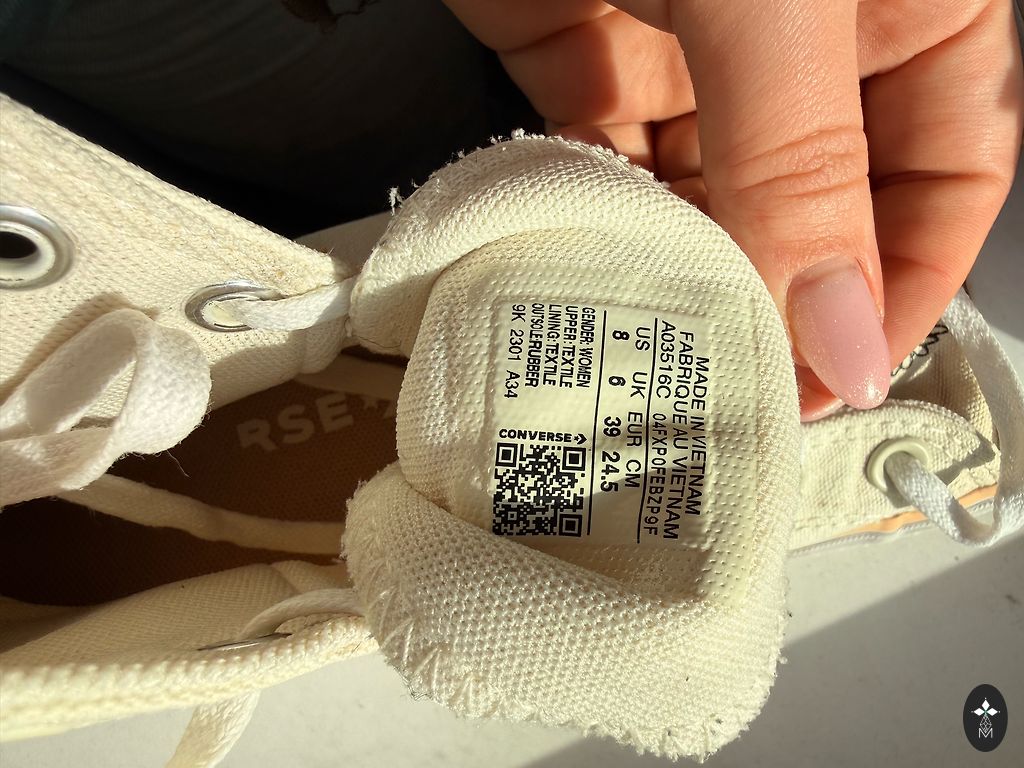 MADE IN VIETNAM
FABRIQUE AU VIETNAM
A03516C 04FXP0FEBZP9F
US UK EUR CM
8 6 39 24.5
GENDER: WOMEN
UPPER: TEXTILE
LINING: TEXTILE
OUTSOLE: RUBBER
9K 2301 A34
CONVERSE
RSE
M